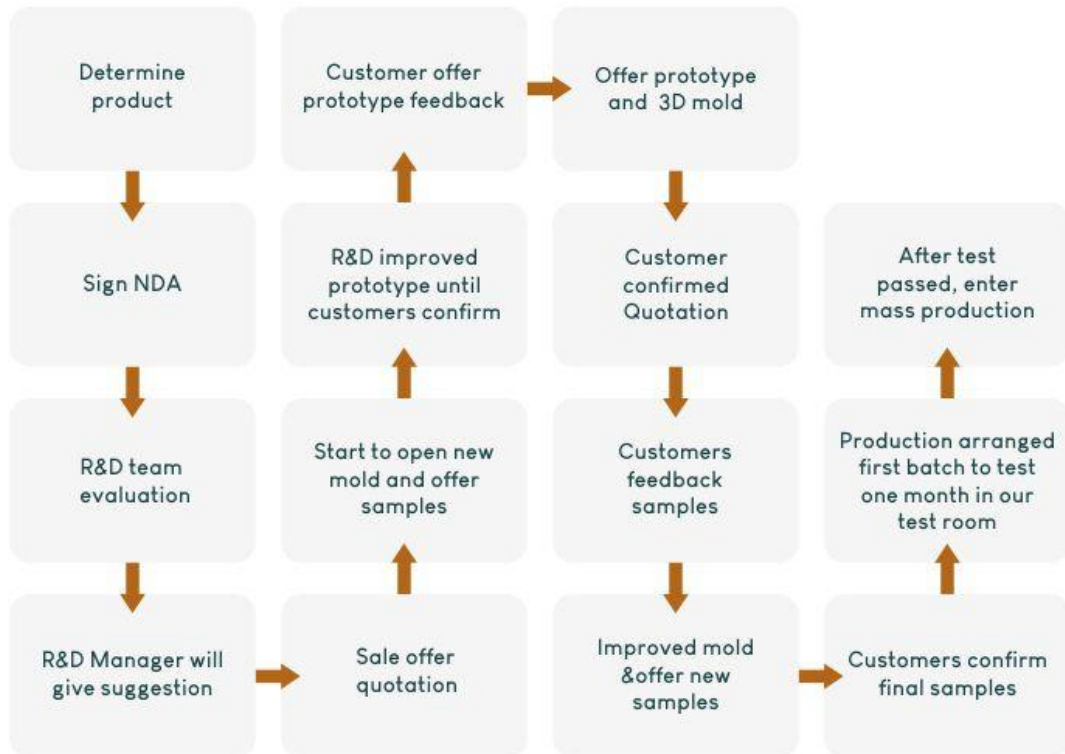 Determine
product
Sign NDA
R&D team
evaluation
R&D Manager will
give suggestion
Sale offer
quotation
Start to open new
mold and offer
samples
R&D improved
prototype until
customers confirm
Customer offer
prototype feedback
Offer prototype
and 3D mold
Customer
confirmed
Quotation
Customers
feedback
samples
Improved mold
&offer new
samples
Customers confirm
final samples
Production arranged
first batch to test
one month in our
test room
After test
passed, enter
mass production